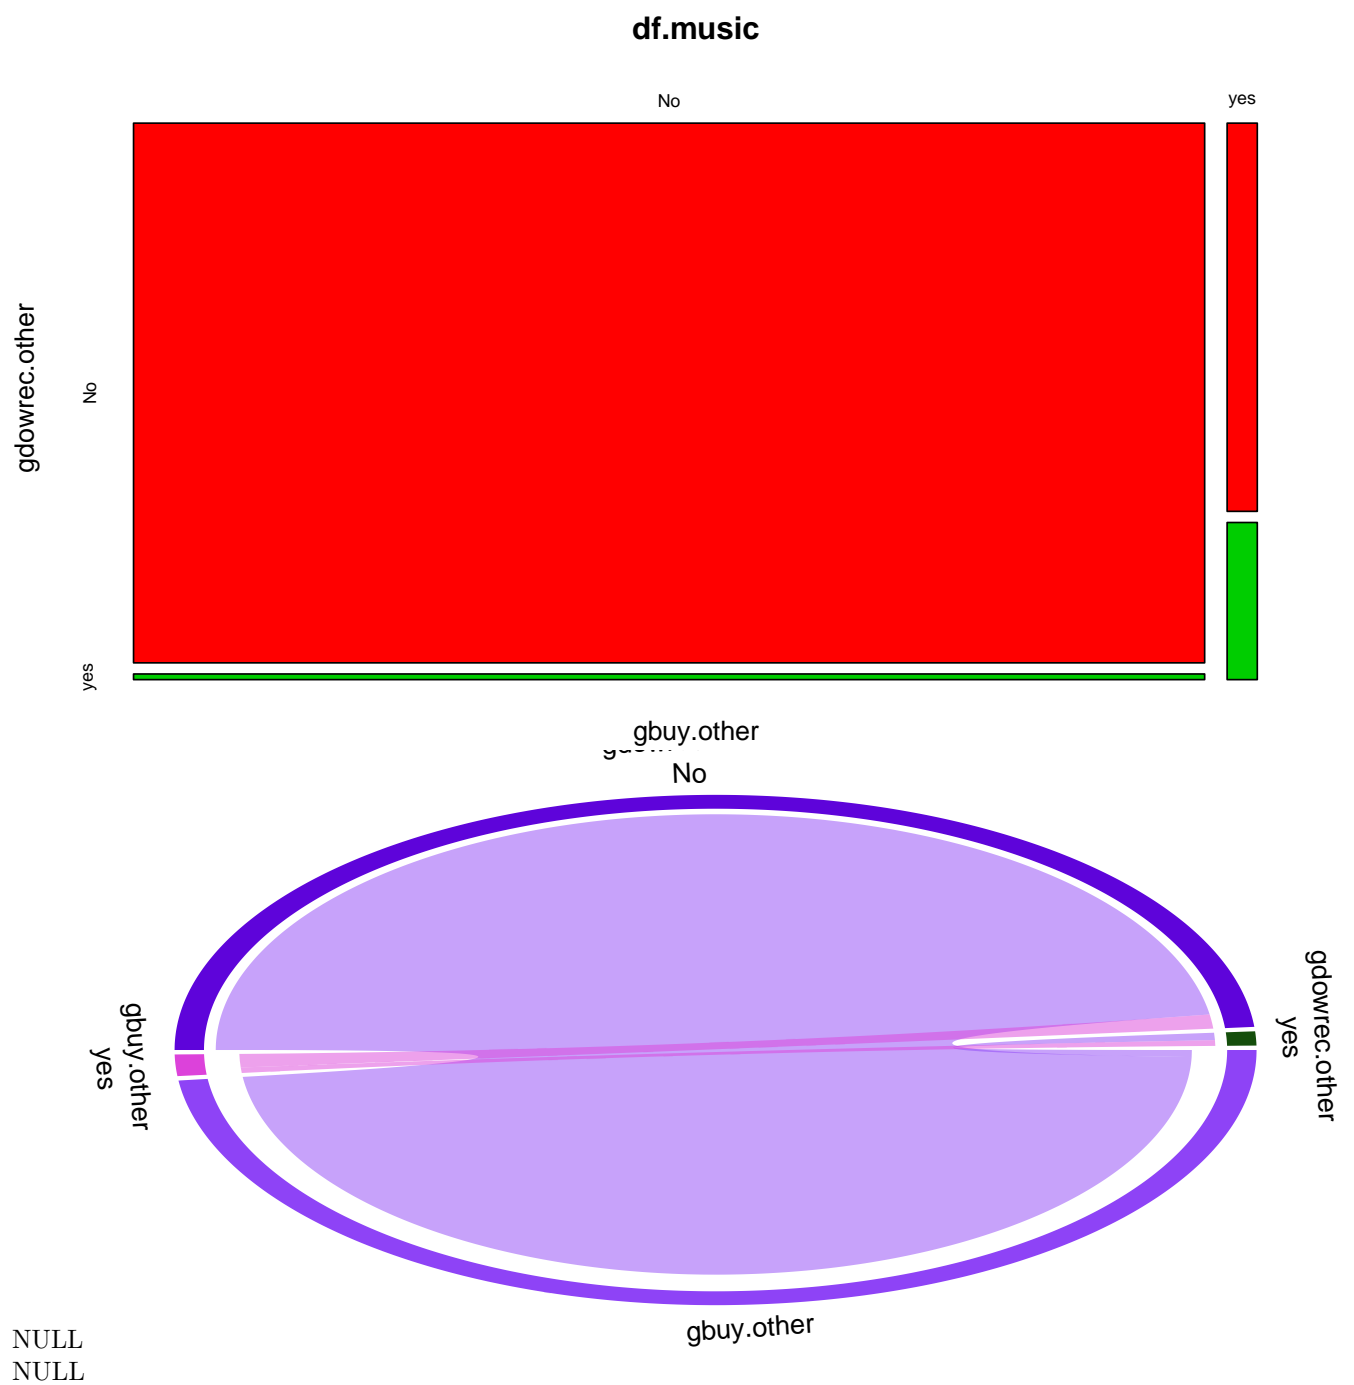 df.music
No
yes
gdowrec.other
No
yes
gbuy.other
No
gdowrec.other
yes
gbuy.other
yes
gbuy.other
NULL
NULL